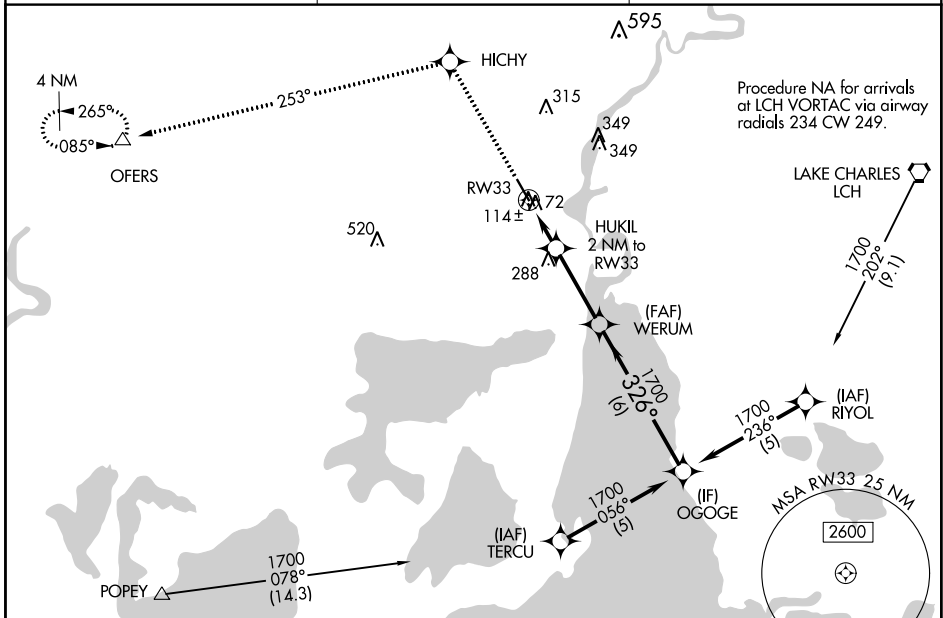 595
HICHY
4 NM
265°
085°
OFERS
253°
315
349
349
Procedure NA for arrivals
at LCH VORTAC via airway
radials 234 CW 249.
LAKE CHARLES
LCH
RW33
114±
72
520
HUKIL
2 NM to
RW33
288
1700
202°
(9.1)
(FAF)
WERUM
1700
326°
(6)
(IAF)
RIYOL
1700
236°
(5)
(IF)
OGOGE
1700
056°
(5)
(IAF)
TERCU
MSA RW33 25 NM
2600
1700
078°
(14.3)
POPEY